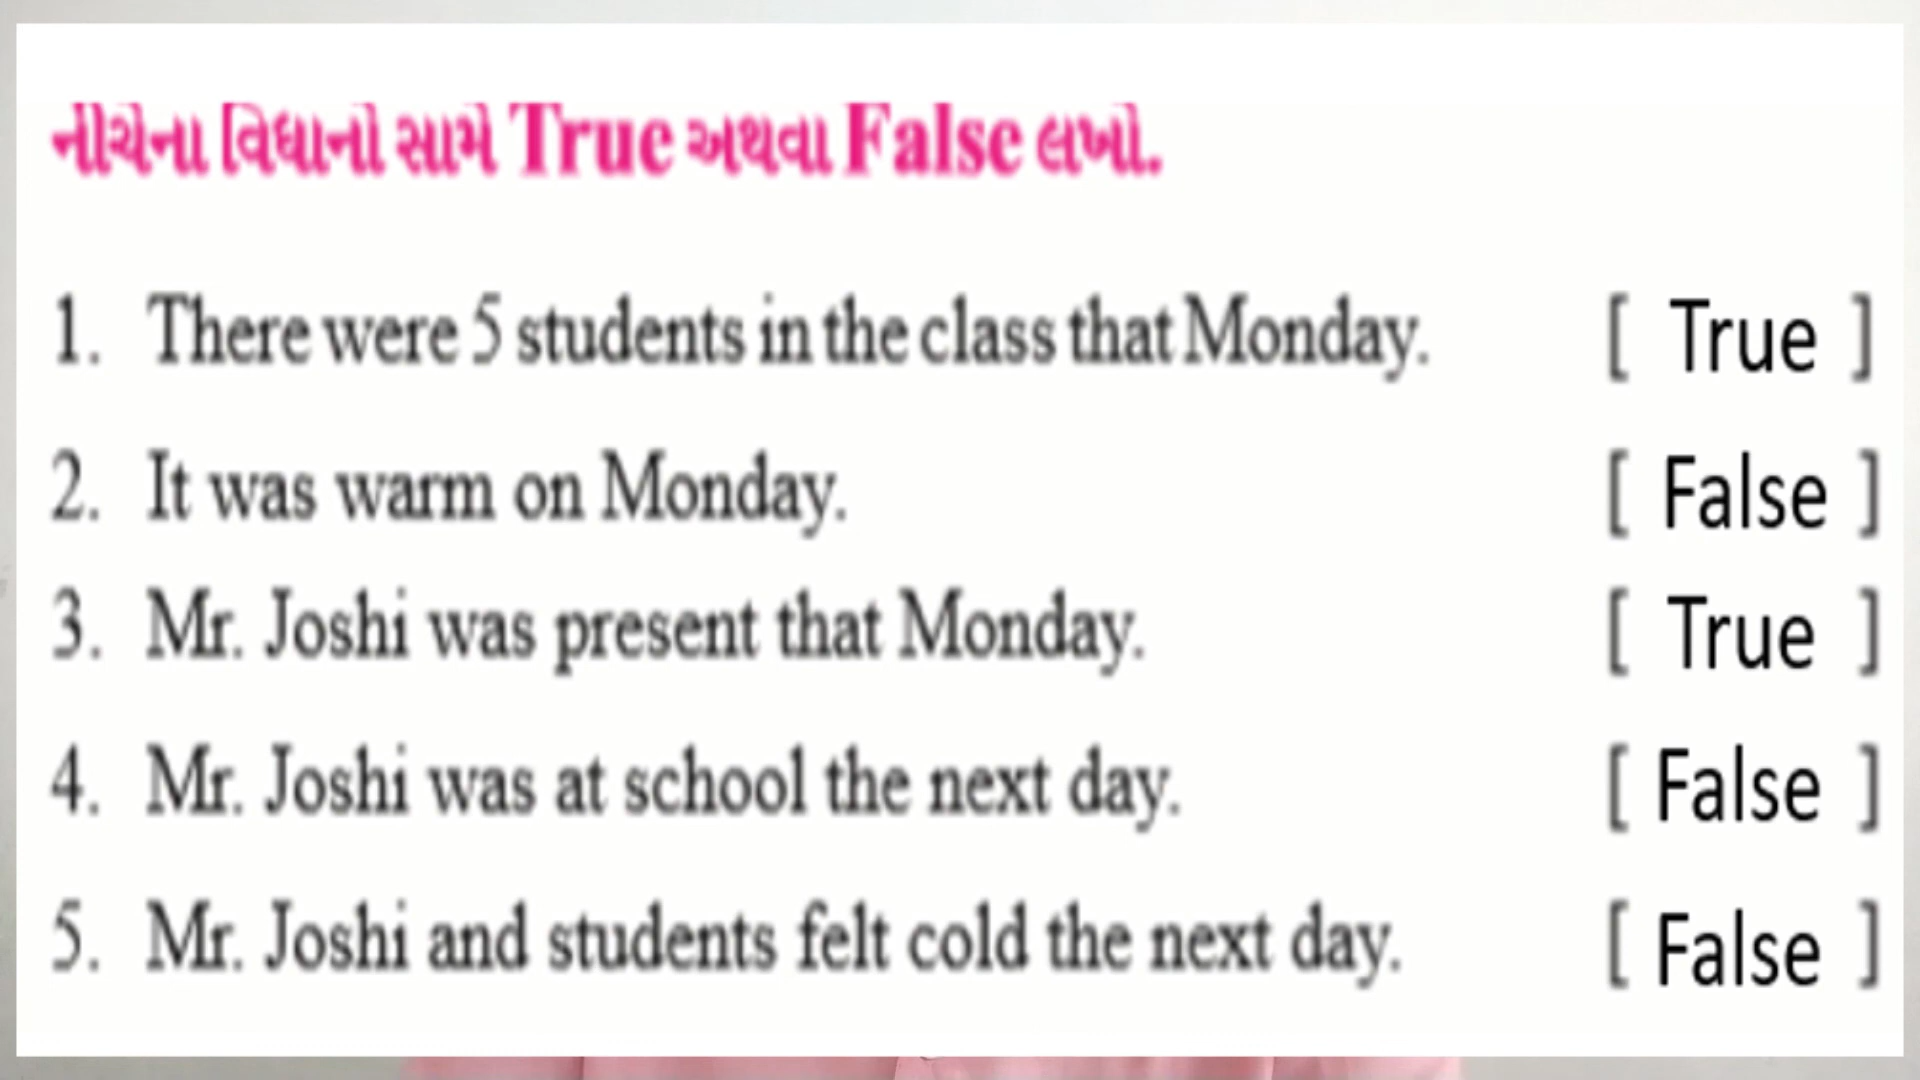 નીચેના વિધાનો સામે True અથવા False લખો.
1. There were 5 students in the class that Monday. [ True ]
2. It was warm on Monday. [ False ]
3. Mr. Joshi was present that Monday. [ True ]
4. Mr. Joshi was at school the next day. [ False ]
5. Mr. Joshi and students felt cold the next day. [ False ]